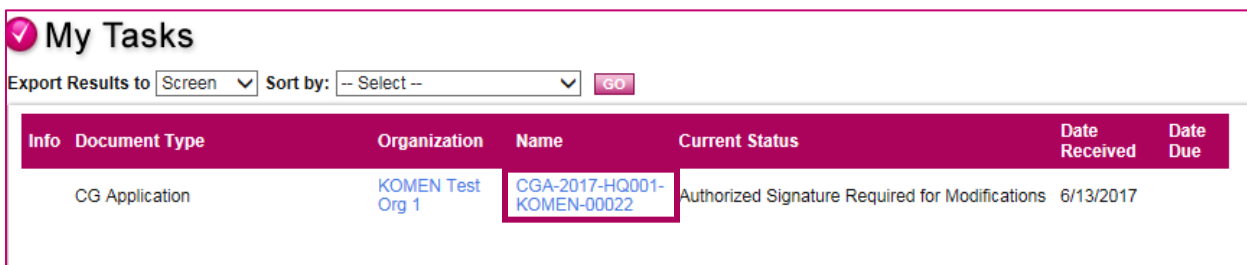 My Tasks
Export Results to Screen Sort by: -- Select -- GO
Info Document Type Organization Name Current Status Date Received Date Due
CG Application KOMEN Test Org 1 CGA-2017-HQ001-KOMEN-00022 Authorized Signature Required for Modifications 6/13/2017